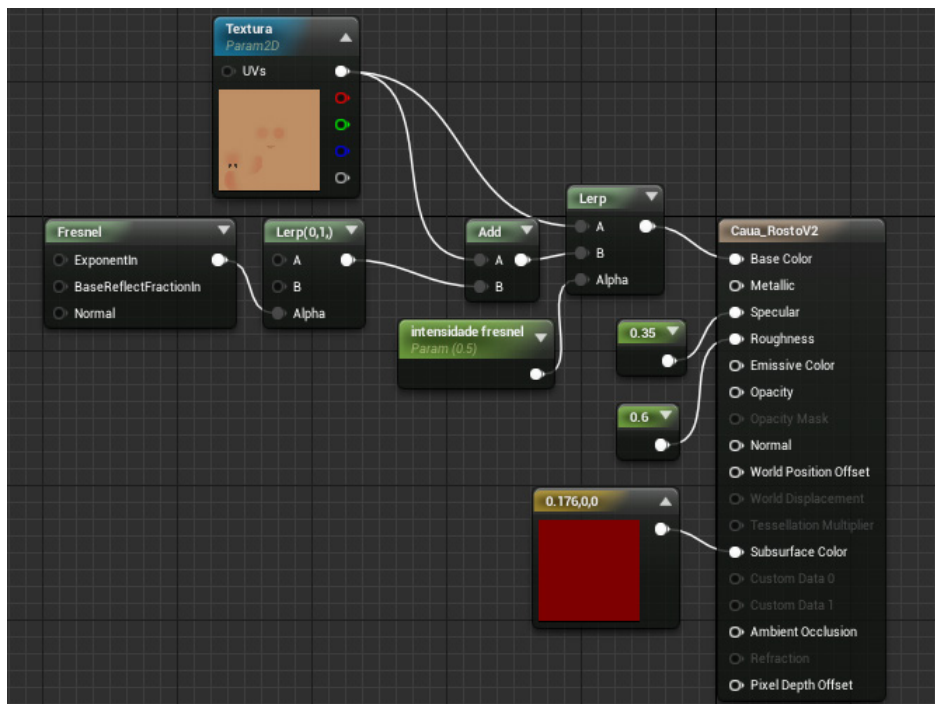 Textura
Param2D
UVs
Fresnel
ExponentIn
BaseReflectFractionIn
Normal
Lerp(0,1,)
A
B
Alpha
Add
A
B
Lerp
A
B
Alpha
intensidade fresnel
Param (0.5)
0.35
0.6
0.176,0,0
Caua_RostoV2
Base Color
Metallic
Specular
Roughness
Emissive Color
Opacity
Opacity Mask
Normal
World Position Offset
World Displacement
Tessellation Multiplier
Subsurface Color
Custom Data 0
Custom Data 1
Ambient Occlusion
Refraction
Pixel Depth Offset